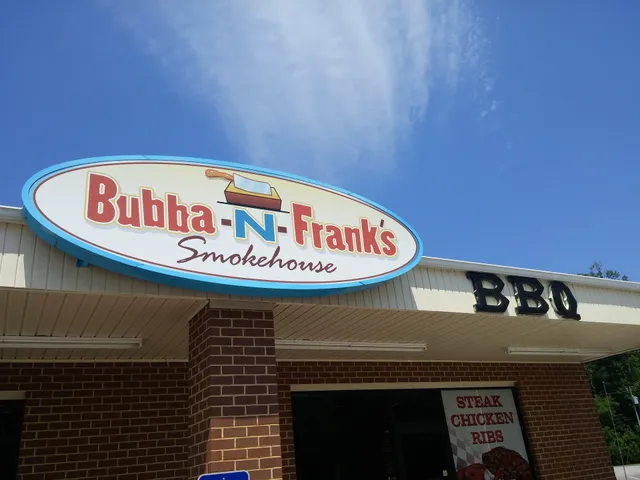 Bubba-N-Frank's
Smokehouse
BBQ
STEAK
CHICKEN
RIBS